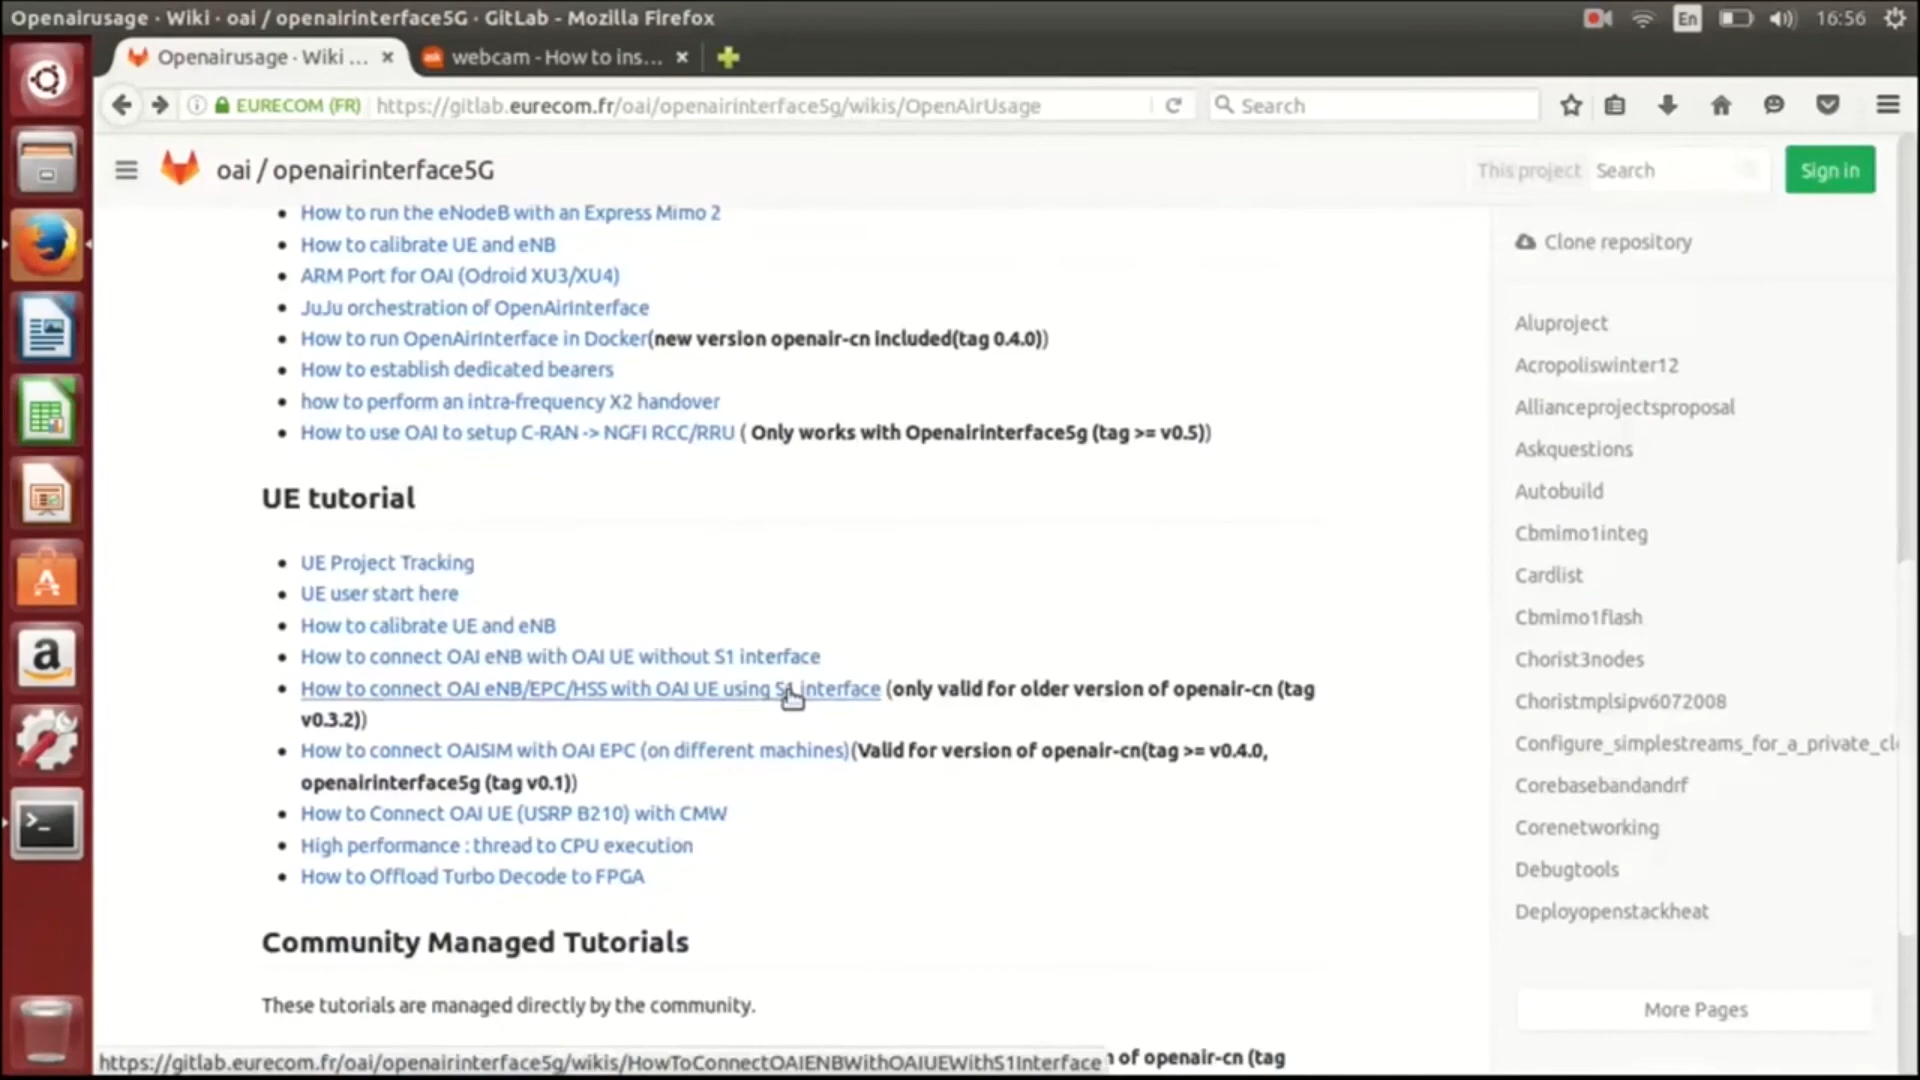 Openairusage · Wiki · oai / openairinterface5G · GitLab - Mozilla Firefox
En
16:56
Openairusage · Wiki ...
webcam - How to ins...
EURECOM (FR)
https://gitlab.eurecom.fr/oai/openairinterface5g/wikis/OpenAirUsage
Search
oai / openairinterface5G
This project
Search
Sign in
How to run the eNodeB with an Express Mimo 2
How to calibrate UE and eNB
ARM Port for OAI (Odroid XU3/XU4)
JuJu orchestration of OpenAirInterface
How to run OpenAirInterface in Docker(new version openair-cn included(tag 0.4.0))
How to establish dedicated bearers
how to perform an intra-frequency X2 handover
How to use OAI to setup C-RAN -> NGFI RCC/RRU ( Only works with Openairinterface5g (tag >= v0.5))
UE tutorial
UE Project Tracking
UE user start here
How to calibrate UE and eNB
How to connect OAI eNB with OAI UE without S1 interface
How to connect OAI eNB/EPC/HSS with OAI UE using S1 interface (only valid for older version of openair-cn (tag
v0.3.2))
How to connect OAISIM with OAI EPC (on different machines)(Valid for version of openair-cn(tag >= v0.4.0,
openairinterface5g (tag v0.1))
How to Connect OAI UE (USRP B210) with CMW
High performance : thread to CPU execution
How to Offload Turbo Decode to FPGA
Community Managed Tutorials
These tutorials are managed directly by the community.
n of openair-cn (tag
https://gitlab.eurecom.fr/oai/openairinterface5g/wikis/HowToConnectOAIENBWithOAIUEWithS1Interface
Clone repository
Aluproject
Acropoliswinter12
Allianceprojectsproposal
Askquestions
Autobuild
Cbmimo1integ
Cardlist
Cbmimo1flash
Chorist3nodes
Choristmplsipv6072008
Configure_simplestreams_for_a_private_cl
Corebasebandandrf
Corenetworking
Debugtools
Deployopenstackheat
More Pages